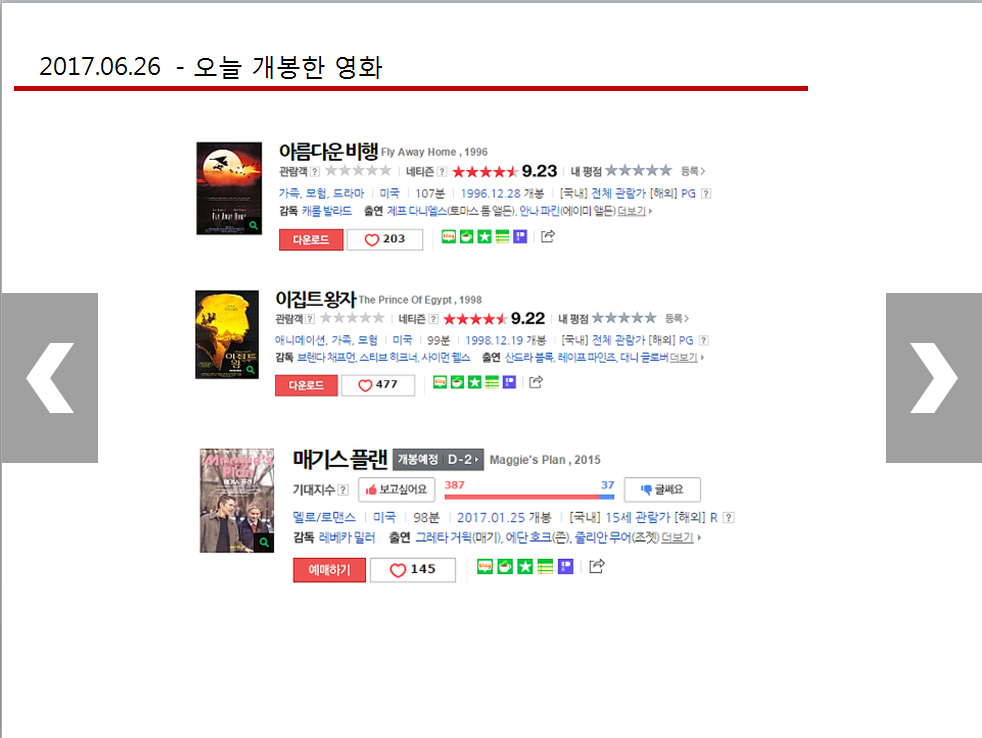 2017.06.26 - 오늘 개봉한 영화
아름다운 비행 Fly Away Home , 1996
관람객 ? 네티즌 ? 9.23 내 평점 등록
가족, 모험, 드라마 미국 107분 1996.12.28 개봉 [국내] 전체 관람가 [해외] PG ?
감독 캐롤 발라드 출연 제프 다니엘스(토마스 톰 앨든), 안나 파킨(에이미 앨든) 더보기
다운로드 203
이집트 왕자 The Prince Of Egypt , 1998
관람객 ? 네티즌 ? 9.22 내 평점 등록
애니메이션, 가족, 모험 미국 99분 1998.12.19 개봉 [국내] 전체 관람가 [해외] PG ?
감독 브렌다 채프먼, 스티브 히크너, 사이먼 웰스 출연 산드라 블록, 레이프 파인즈, 대니 글로버 더보기
다운로드 477
매기스 플랜 개봉예정 D-2 Maggie's Plan , 2015
기대지수 ? 보고싶어요 387 37 글쎄요
멜로/로맨스 미국 98분 2017.01.25 개봉 [국내] 15세 관람가 [해외] R ?
감독 레베카 밀러 출연 그레타 거윅(매기), 에단 호크(존), 줄리안 무어(조젯) 더보기
예매하기 145